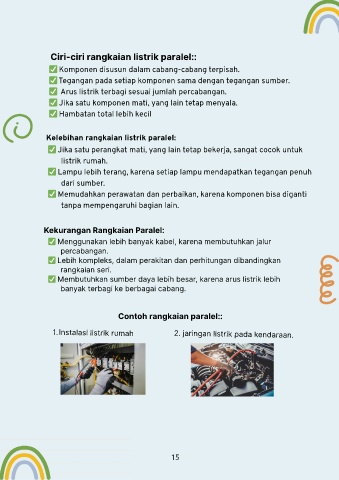 Ciri-ciri rangkaian listrik paralel::
✅ Komponen disusun dalam cabang-cabang terpisah.
✅ Tegangan pada setiap komponen sama dengan tegangan sumber.
✅ Arus listrik terbagi sesuai jumlah percabangan.
✅ Jika satu komponen mati, yang lain tetap menyala.
✅ Hambatan total lebih kecil
Kelebihan rangkaian listrik paralel:
✅ Jika satu perangkat mati, yang lain tetap bekerja, sangat cocok untuk
listrik rumah.
✅ Lampu lebih terang, karena setiap lampu mendapatkan tegangan penuh
dari sumber.
✅ Memudahkan perawatan dan perbaikan, karena komponen bisa diganti
tanpa mempengaruhi bagian lain.
Kekurangan Rangkaian Paralel:
✅ Menggunakan lebih banyak kabel, karena membutuhkan jalur
percabangan.
✅ Lebih kompleks, dalam perakitan dan perhitungan dibandingkan
rangkaian seri.
✅ Membutuhkan sumber daya lebih besar, karena arus listrik lebih
banyak terbagi ke berbagai cabang.
Contoh rangkaian paralel::
1.Instalasi listrik rumah
2. jaringan listrik pada kendaraan.
15